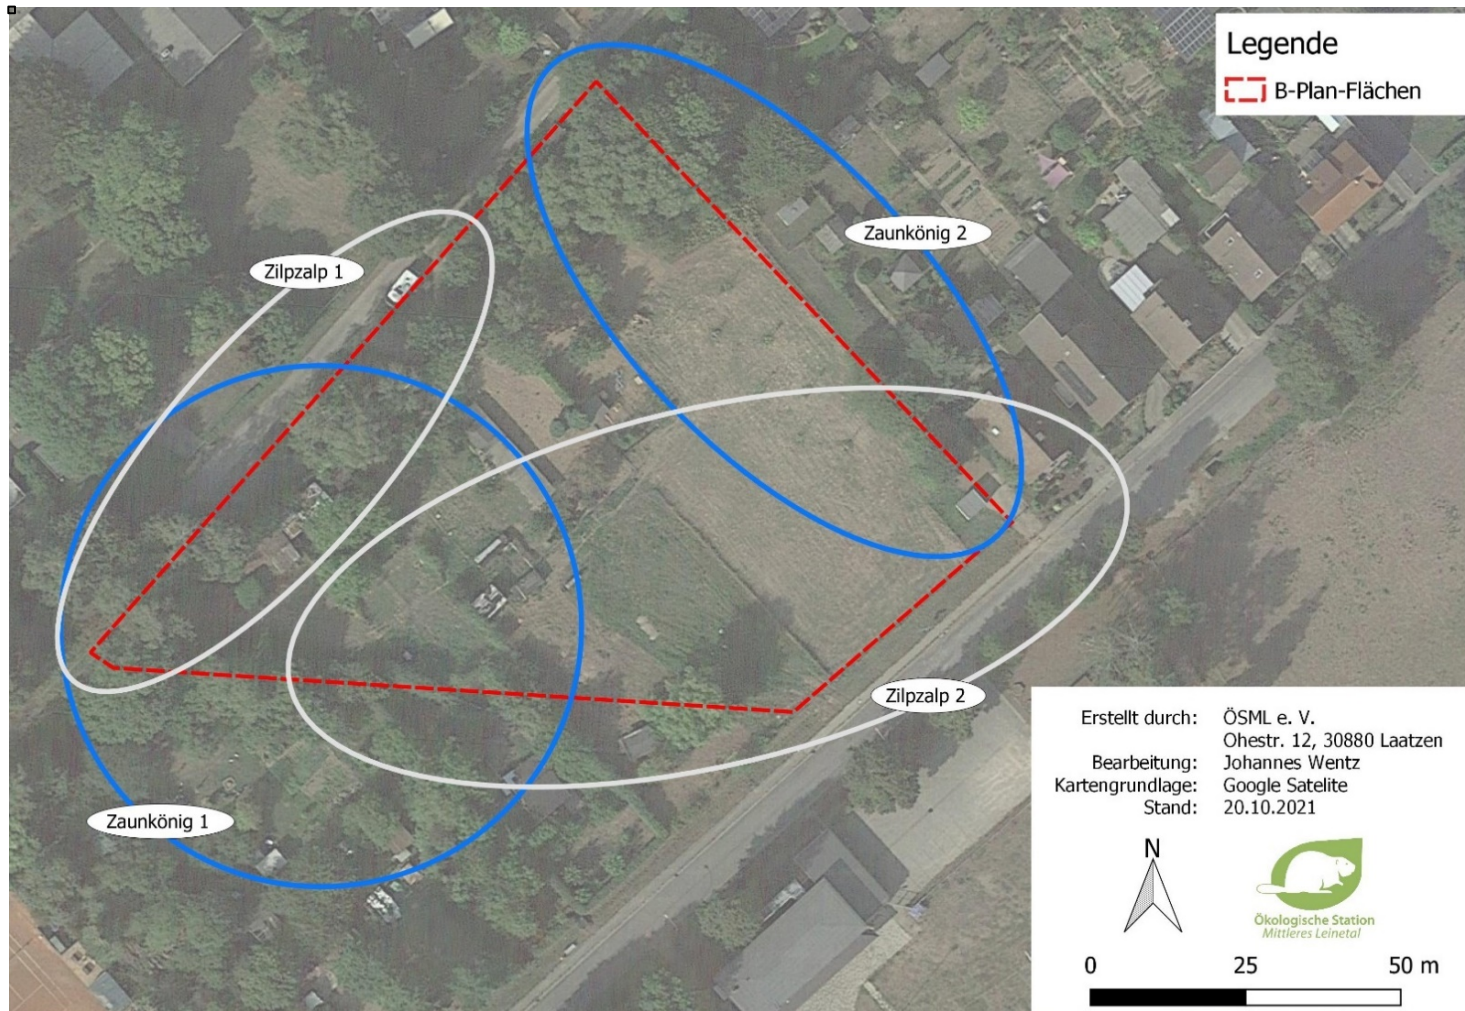 Legende
B-Plan-Flächen
Zaunkönig 2
Zilpzalp 1
Zilpzalp 2
Zaunkönig 1
Erstellt durch: ÖSML e. V.
Ohestr. 12, 30880 Laatzen
Bearbeitung: Johannes Wentz
Kartengrundlage: Google Satelite
Stand: 20.10.2021
N
Ökologische Station
Mittleres Leinetal
0 25 50 m